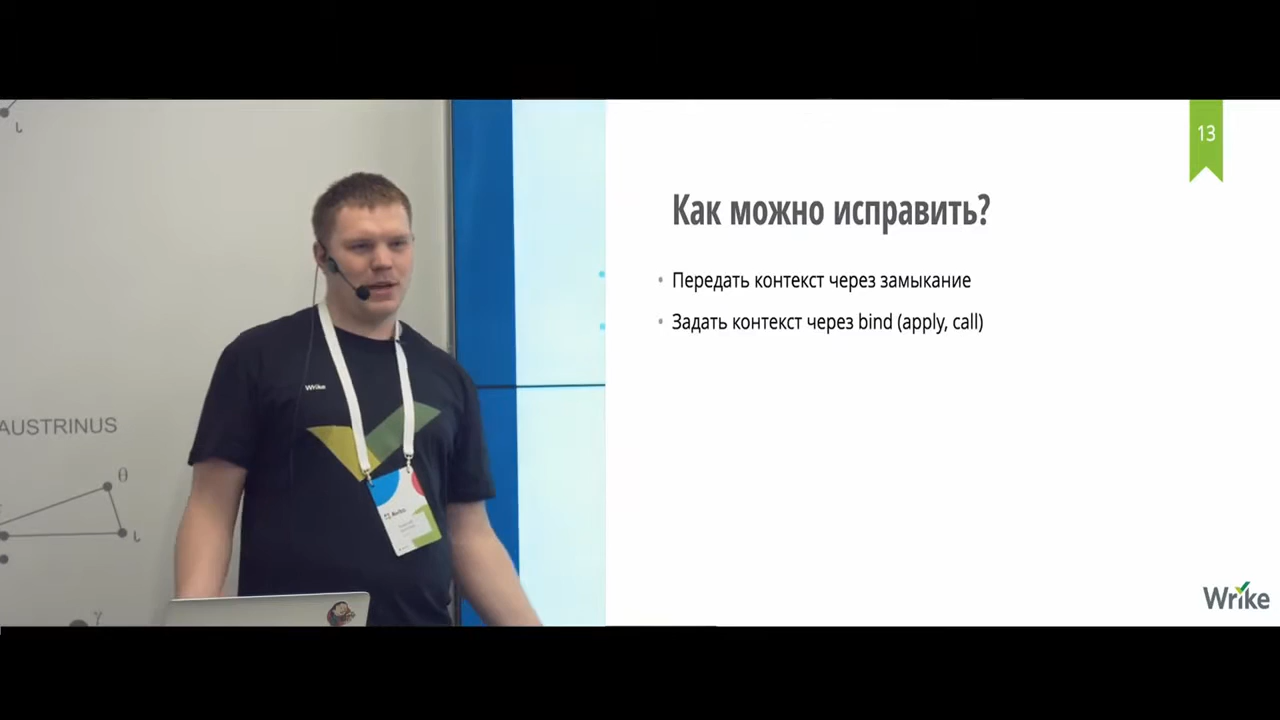 ι
AUSTRINUS
θ
ι
γ
Wrike
13
Как можно исправить?
• Передать контекст через замыкание
• Задать контекст через bind (apply, call)
Wrike